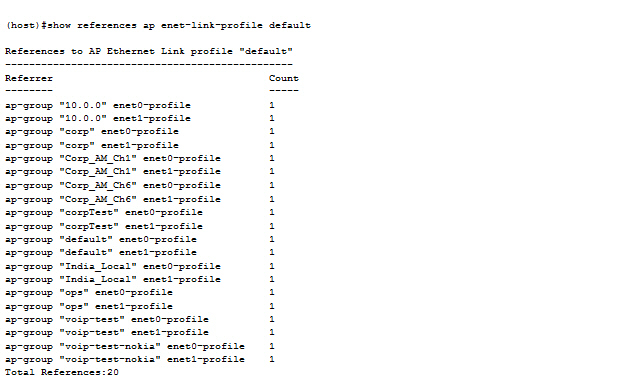 (host)#show references ap enet-link-profile default
References to AP Ethernet Link profile "default"
------------------------------------------------
Referrer Count
-------- -----
ap-group "10.0.0" enet0-profile 1
ap-group "10.0.0" enet1-profile 1
ap-group "corp" enet0-profile 1
ap-group "corp" enet1-profile 1
ap-group "Corp_AM_Ch1" enet0-profile 1
ap-group "Corp_AM_Ch1" enet1-profile 1
ap-group "Corp_AM_Ch6" enet0-profile 1
ap-group "Corp_AM_Ch6" enet1-profile 1
ap-group "corpTest" enet0-profile 1
ap-group "corpTest" enet1-profile 1
ap-group "default" enet0-profile 1
ap-group "default" enet1-profile 1
ap-group "India_Local" enet0-profile 1
ap-group "India_Local" enet1-profile 1
ap-group "ops" enet0-profile 1
ap-group "ops" enet1-profile 1
ap-group "voip-test" enet0-profile 1
ap-group "voip-test" enet1-profile 1
ap-group "voip-test-nokia" enet0-profile 1
ap-group "voip-test-nokia" enet1-profile 1
Total References:20